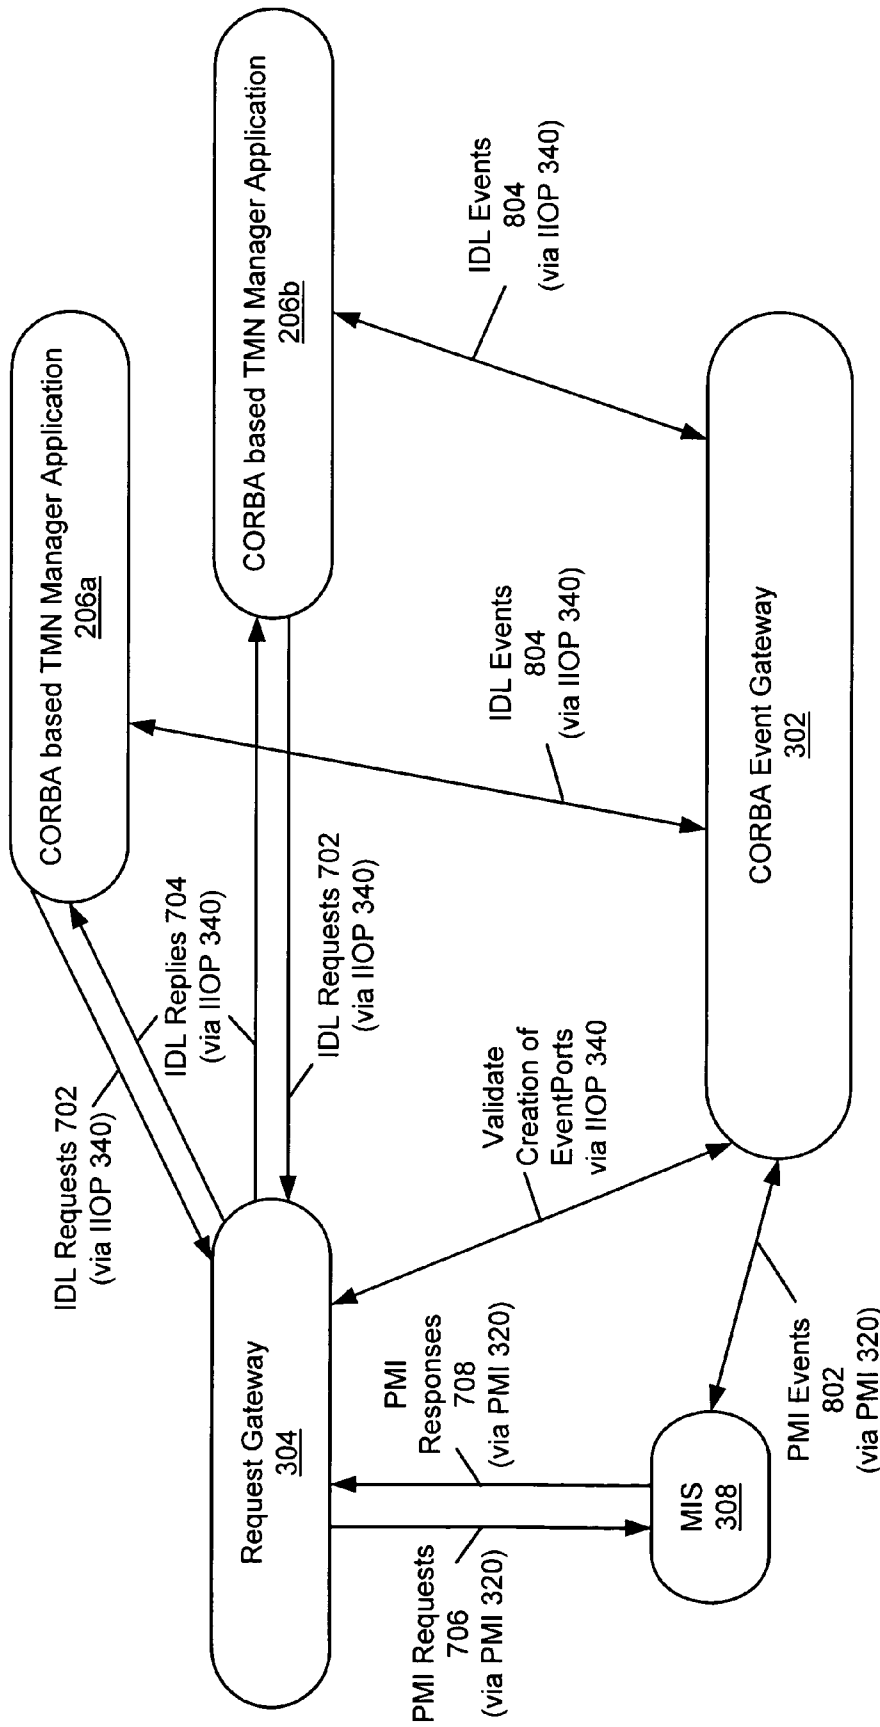 CORBA based TMN Manager Application
206a
CORBA based TMN Manager Application
206b
IDL Requests 702
(via IIOP 340)
IDL Replies 704
(via IIOP 340)
IDL Requests 702
(via IIOP 340)
IDL Events
804
(via IIOP 340)
IDL Events
804
(via IIOP 340)
Request Gateway
304
Validate
Creation of
EventPorts
via IIOP 340
PMI Requests
706
(via PMI 320)
PMI
Responses
708
(via PMI 320)
MIS
308
PMI Events
802
(via PMI 320)
CORBA Event Gateway
302